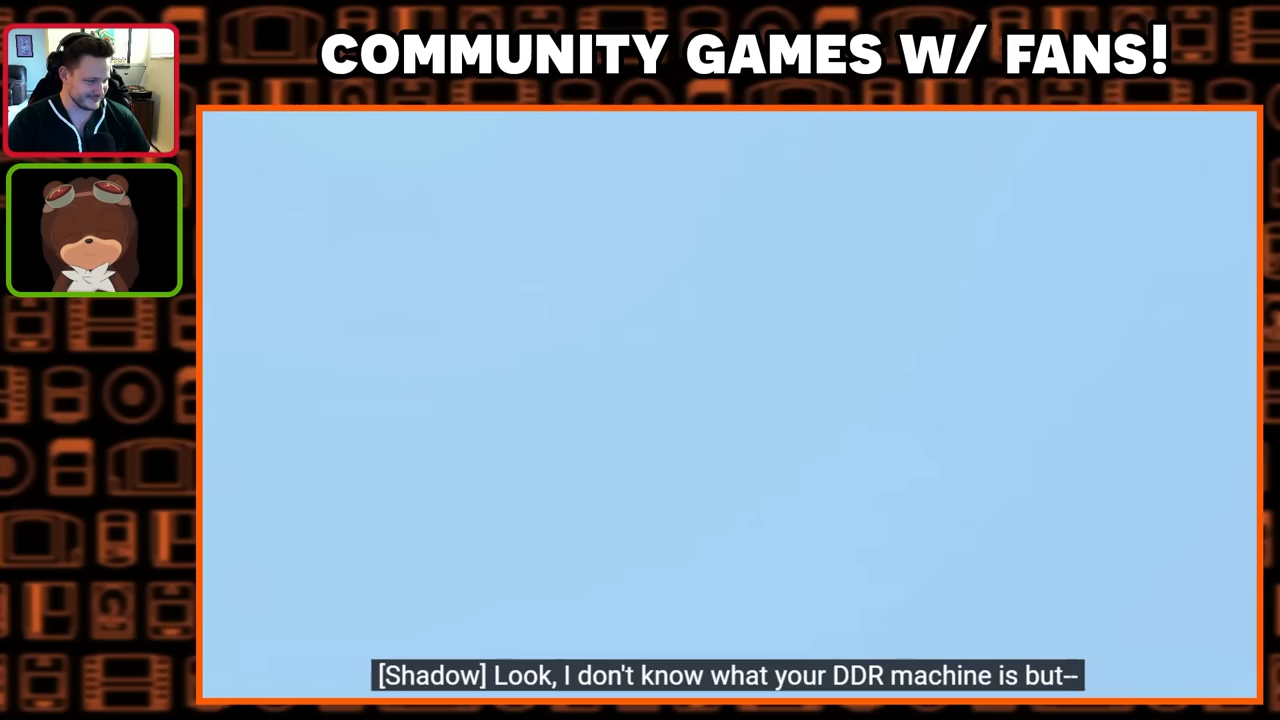 COMMUNITY GAMES W/ FANS!
[Shadow] Look, I don't know what your DDR machine is but--